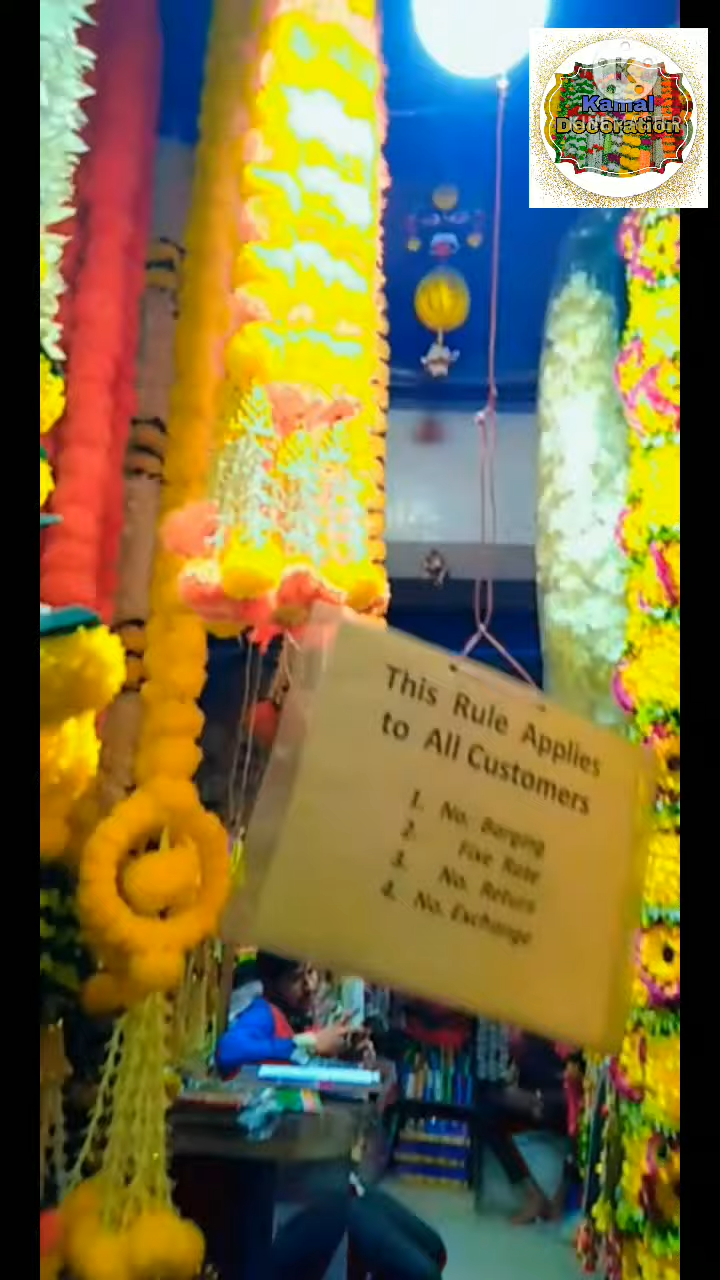 Kamal
Decoration
This Rule Applies
to All Customers
1. No. Barging
2. Fixe Rate
3. No. Return
4. No. Exchange